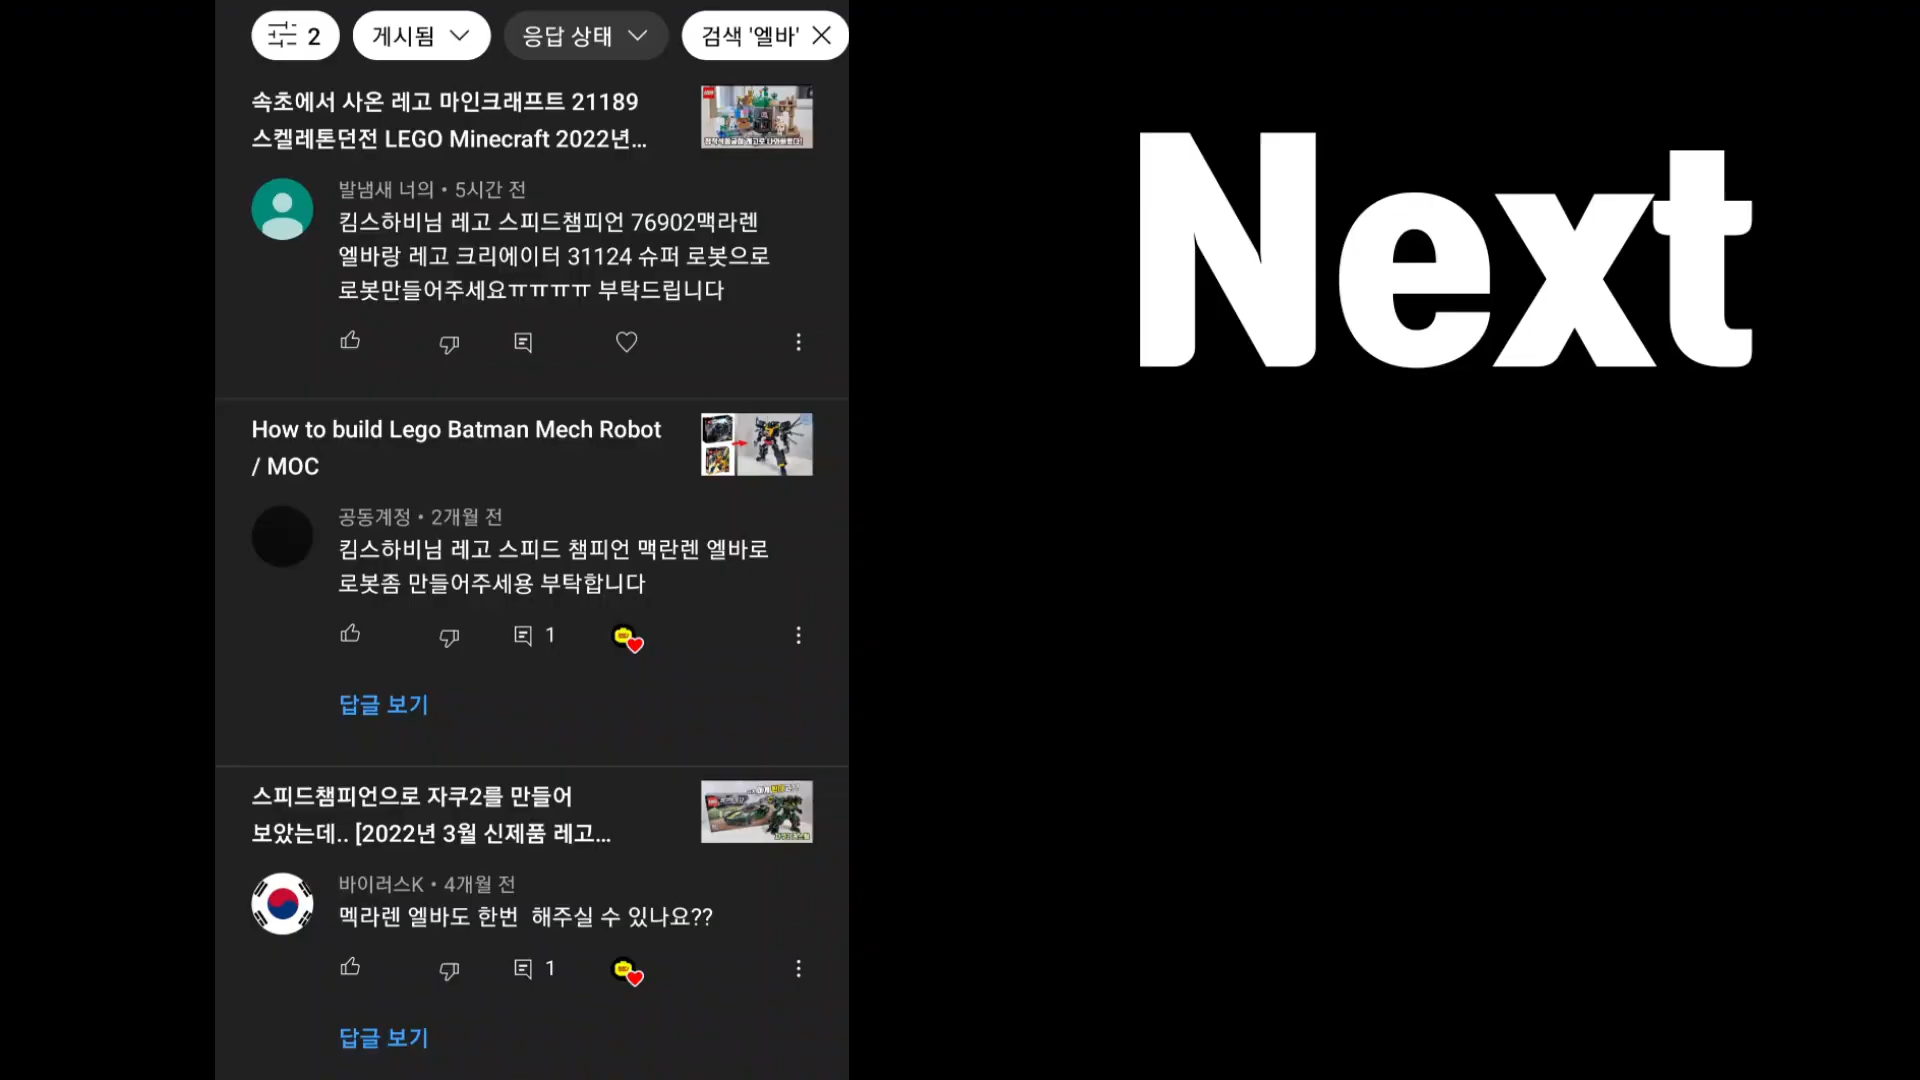 2
게시됨
응답 상태
검색 '엘바'
속초에서 사온 레고 마인크래프트 21189
스켈레톤던전 LEGO Minecraft 2022년...
발냄새 너의 • 5시간 전
킴스하비님 레고 스피드챔피언 76902맥라렌
엘바랑 레고 크리에이터 31124 슈퍼 로봇으로
로봇만들어주세요ㅠㅠㅠㅠ 부탁드립니다
How to build Lego Batman Mech Robot
/ MOC
공동계정 • 2개월 전
킴스하비님 레고 스피드 챔피언 맥란렌 엘바로
로봇좀 만들어주세용 부탁합니다
1
답글 보기
스피드챔피언으로 자쿠2를 만들어
보았는데.. [2022년 3월 신제품 레고...
바이러스K • 4개월 전
멕라렌 엘바도 한번  해주실 수 있나요??
1
답글 보기
Next